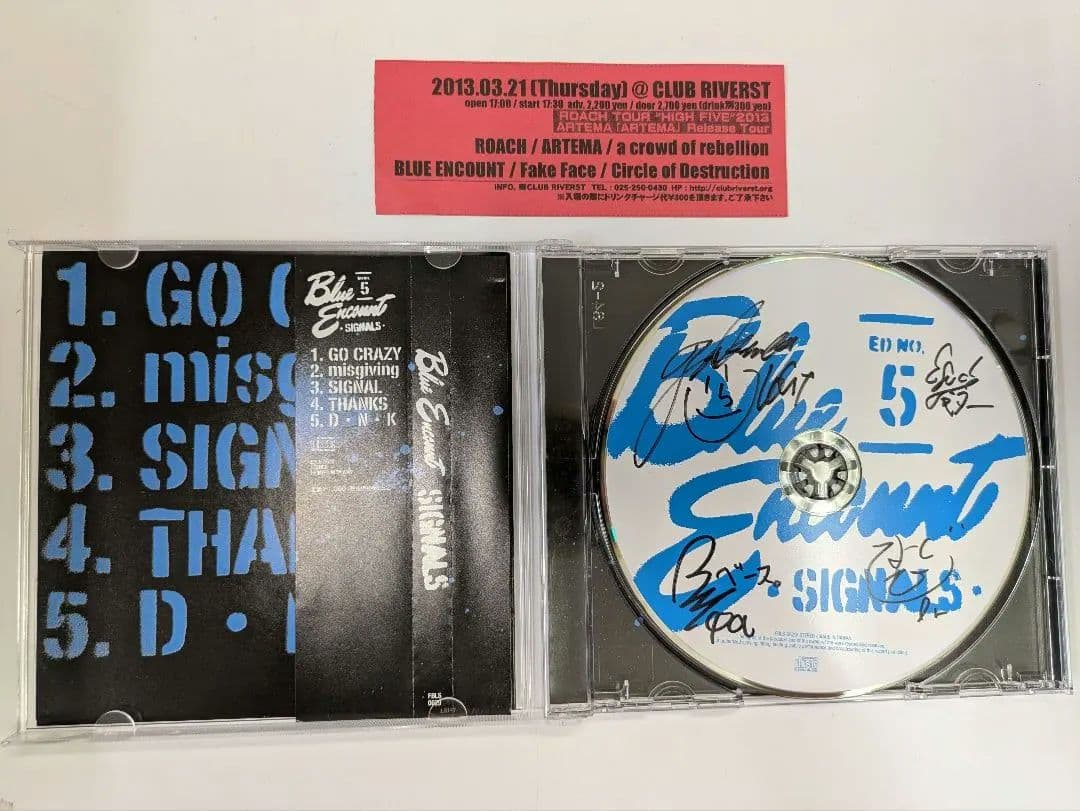 2013.03.21 (Thursday) @ CLUB RIVERST
open 17:00 / start 17:30 adv. 2,200 yen / door 2,700 yen (drink別300 yen)
ROACH TOUR "HIGH FIVE"2013
ARTEMA「ARTEMA」Release Tour
ROACH / ARTEMA / a crowd of rebellion
BLUE ENCOUNT / Fake Face / Circle of Destruction
INFO. CLUB RIVERST TEL : 025-250-0430 HP : http://clubriverst.org
※入場の際にドリンクチャージ代¥300を頂きます。ご了承下さい
1. GO
2. misg
3. SIGN
4. THA
5. D •
Blue
5
Encount
• SIGNALS •
1. GO CRAZY
2. misgiving
3. SIGNAL
4. THANKS
5. D • N • K
Blue Encount SIGNALS
FBLS
0629
Blue
ED NO.
5
Encount
• SIGNALS •
ベース。